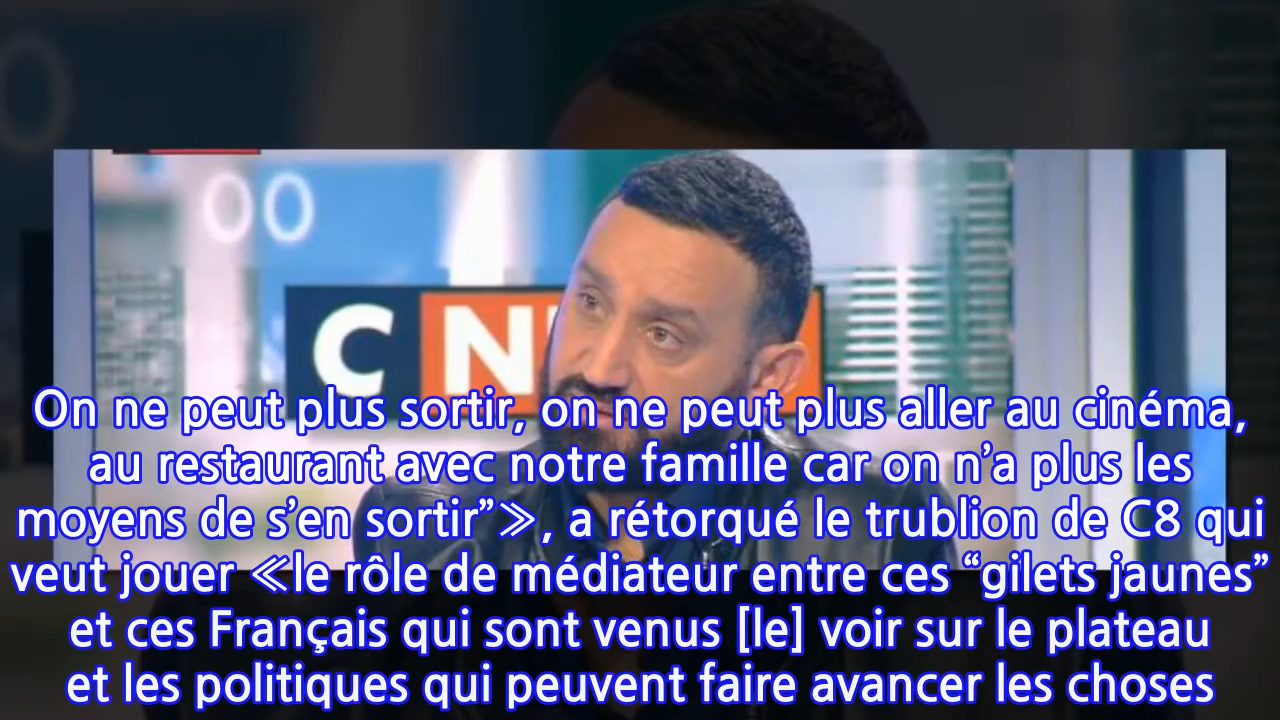 00
C N
On ne peut plus sortir, on ne peut plus aller au cinéma,
au restaurant avec notre famille car on n’a plus les
moyens de s’en sortir”≫, a rétorqué le trublion de C8 qui
veut jouer ≪le rôle de médiateur entre ces “gilets jaunes”
et ces Français qui sont venus [le] voir sur le plateau
et les politiques qui peuvent faire avancer les choses